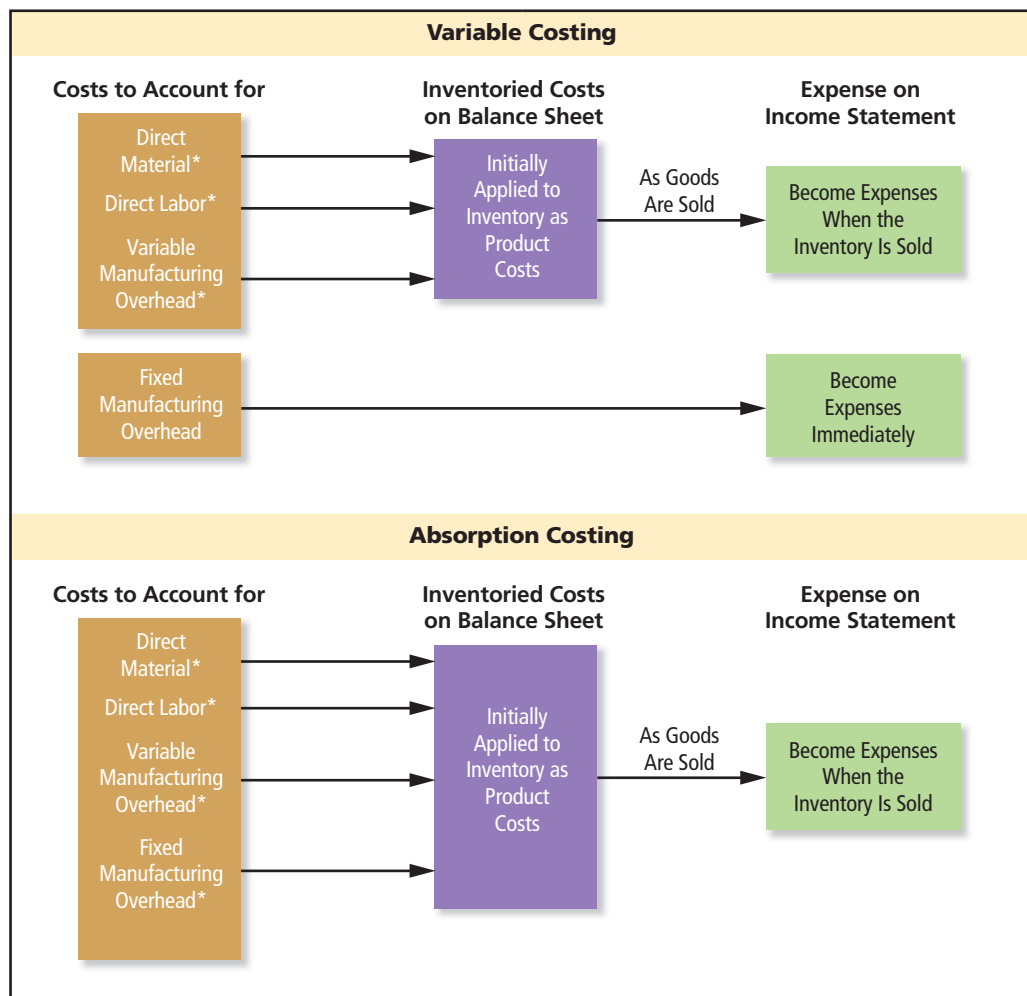 Variable Costing
Costs to Account for
Inventoried Costs
on Balance Sheet
Expense on
Income Statement
Direct
Material*
Direct Labor*
Variable
Manufacturing
Overhead*
Initially
Applied to
Inventory as
Product
Costs
As Goods
Are Sold
Become Expenses
When the
Inventory Is Sold
Fixed
Manufacturing
Overhead
Become
Expenses
Immediately
Absorption Costing
Costs to Account for
Inventoried Costs
on Balance Sheet
Expense on
Income Statement
Direct
Material*
Direct Labor*
Variable
Manufacturing
Overhead*
Fixed
Manufacturing
Overhead*
Initially
Applied to
Inventory as
Product
Costs
As Goods
Are Sold
Become Expenses
When the
Inventory Is Sold